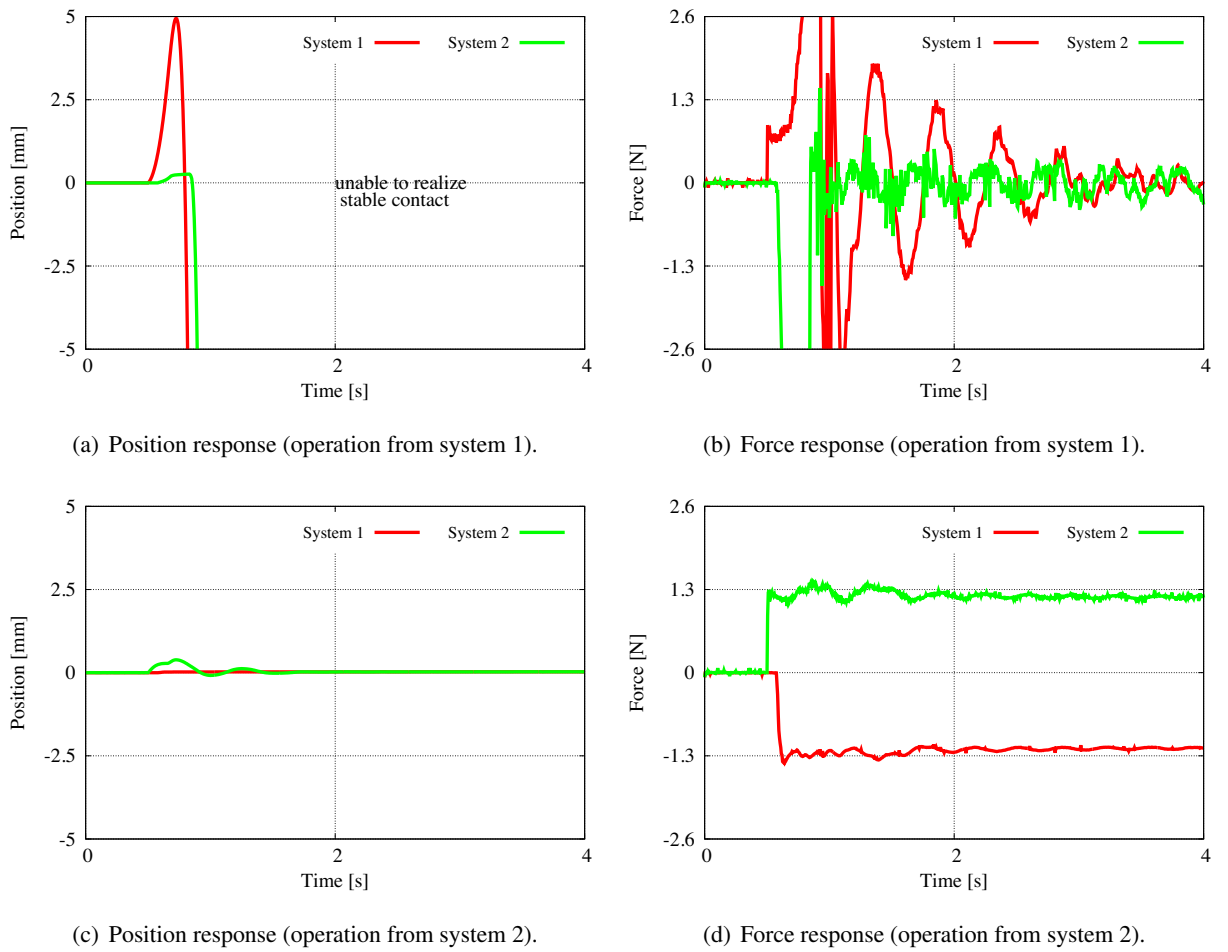 System 1 System 2
5
2.5
0
-2.5
-5
Position [mm]
unable to realize
stable contact
0 2 4
Time [s]
(a) Position response (operation from system 1).
System 1 System 2
2.6
1.3
0
-1.3
-2.6
Force [N]
0 2 4
Time [s]
(b) Force response (operation from system 1).
System 1 System 2
5
2.5
0
-2.5
-5
Position [mm]
0 2 4
Time [s]
(c) Position response (operation from system 2).
System 1 System 2
2.6
1.3
0
-1.3
-2.6
Force [N]
0 2 4
Time [s]
(d) Force response (operation from system 2).